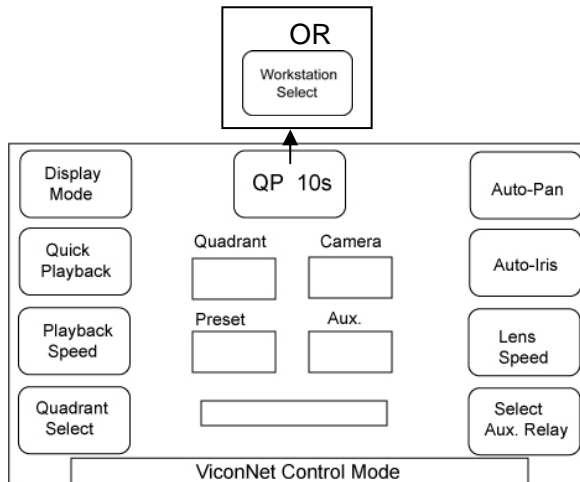 OR
Workstation
Select
Display
Mode
QP 10s
Auto-Pan
Quick
Playback
Quadrant
Camera
Auto-Iris
Playback
Speed
Preset
Aux.
Lens
Speed
Quadrant
Select
Select
Aux. Relay
ViconNet Control Mode